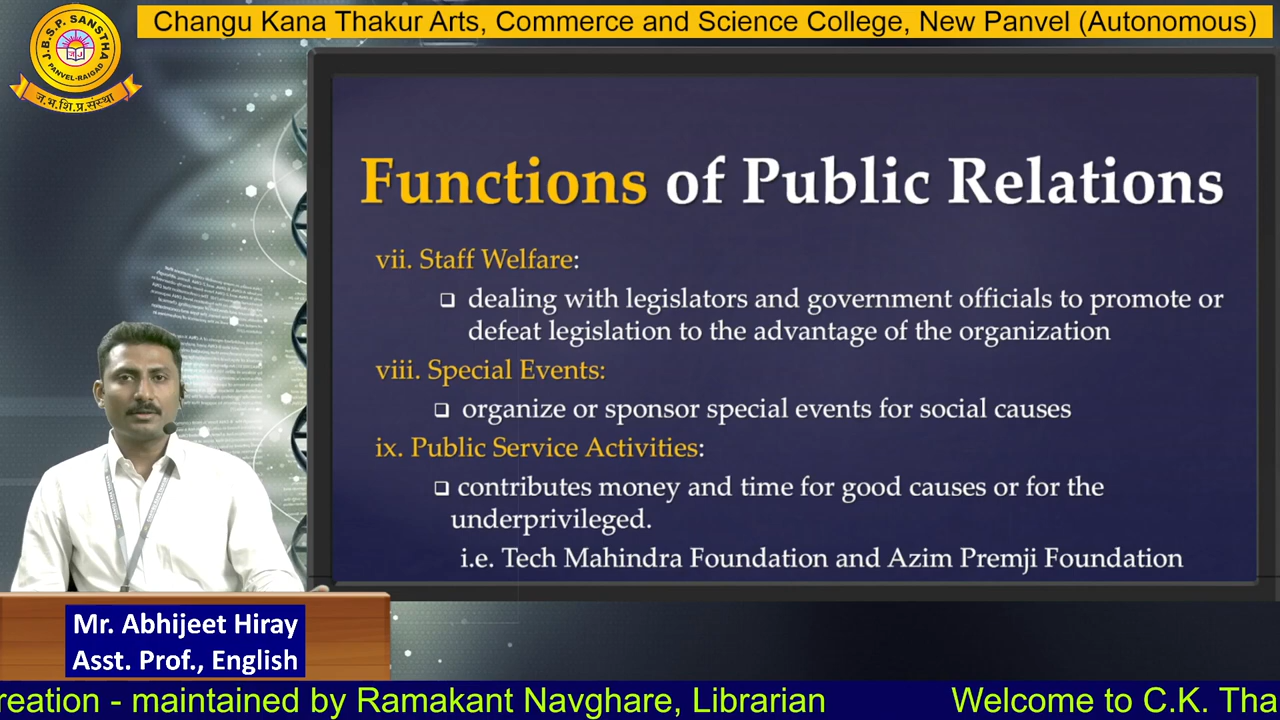 Changu Kana Thakur Arts, Commerce and Science College, New Panvel (Autonomous)
J.B.S.P. SANSTHA
PANVEL-RAIGAD
ज.भ.शि.प्र.संस्था
Functions of Public Relations
vii. Staff Welfare:
❑ dealing with legislators and government officials to promote or
defeat legislation to the advantage of the organization
viii. Special Events:
❑ organize or sponsor special events for social causes
ix. Public Service Activities:
❑ contributes money and time for good causes or for the
underprivileged.
i.e. Tech Mahindra Foundation and Azim Premji Foundation
Mr. Abhijeet Hiray
Asst. Prof., English
reation - maintained by Ramakant Navghare, Librarian Welcome to C.K. Tha